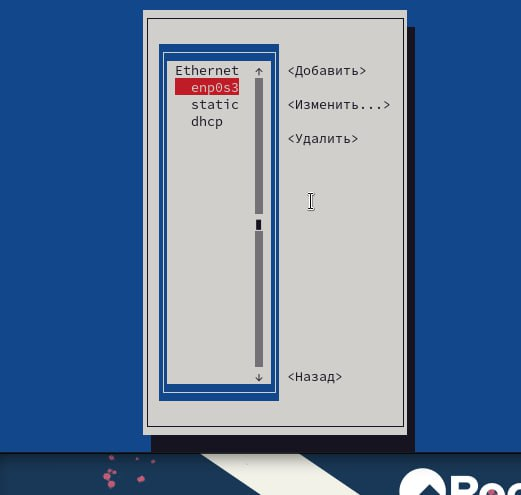 Ethernet
enp0s3
static
dhcp
<Добавить>
<Изменить...>
<Удалить>
<Назад>